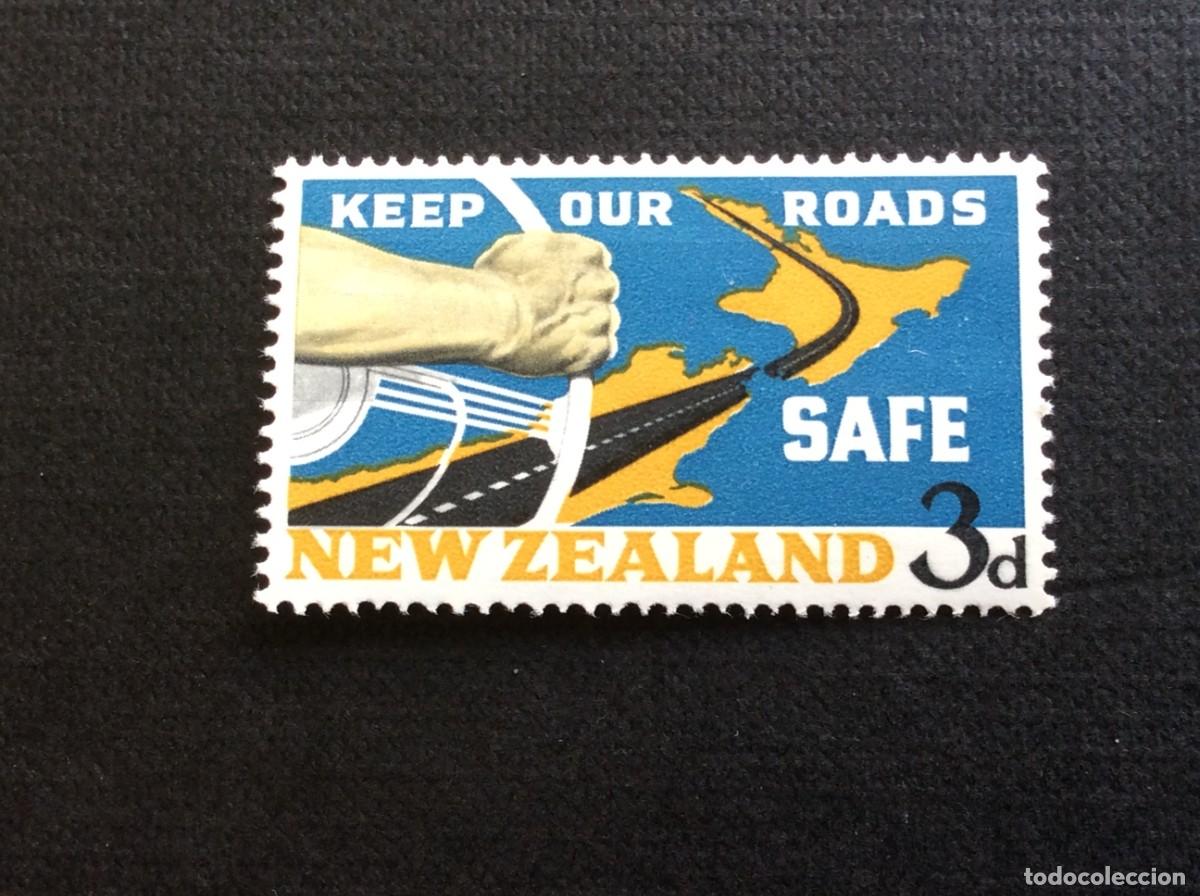 KEEP OUR ROADS
SAFE
NEW ZEALAND 3d
todocoleccion